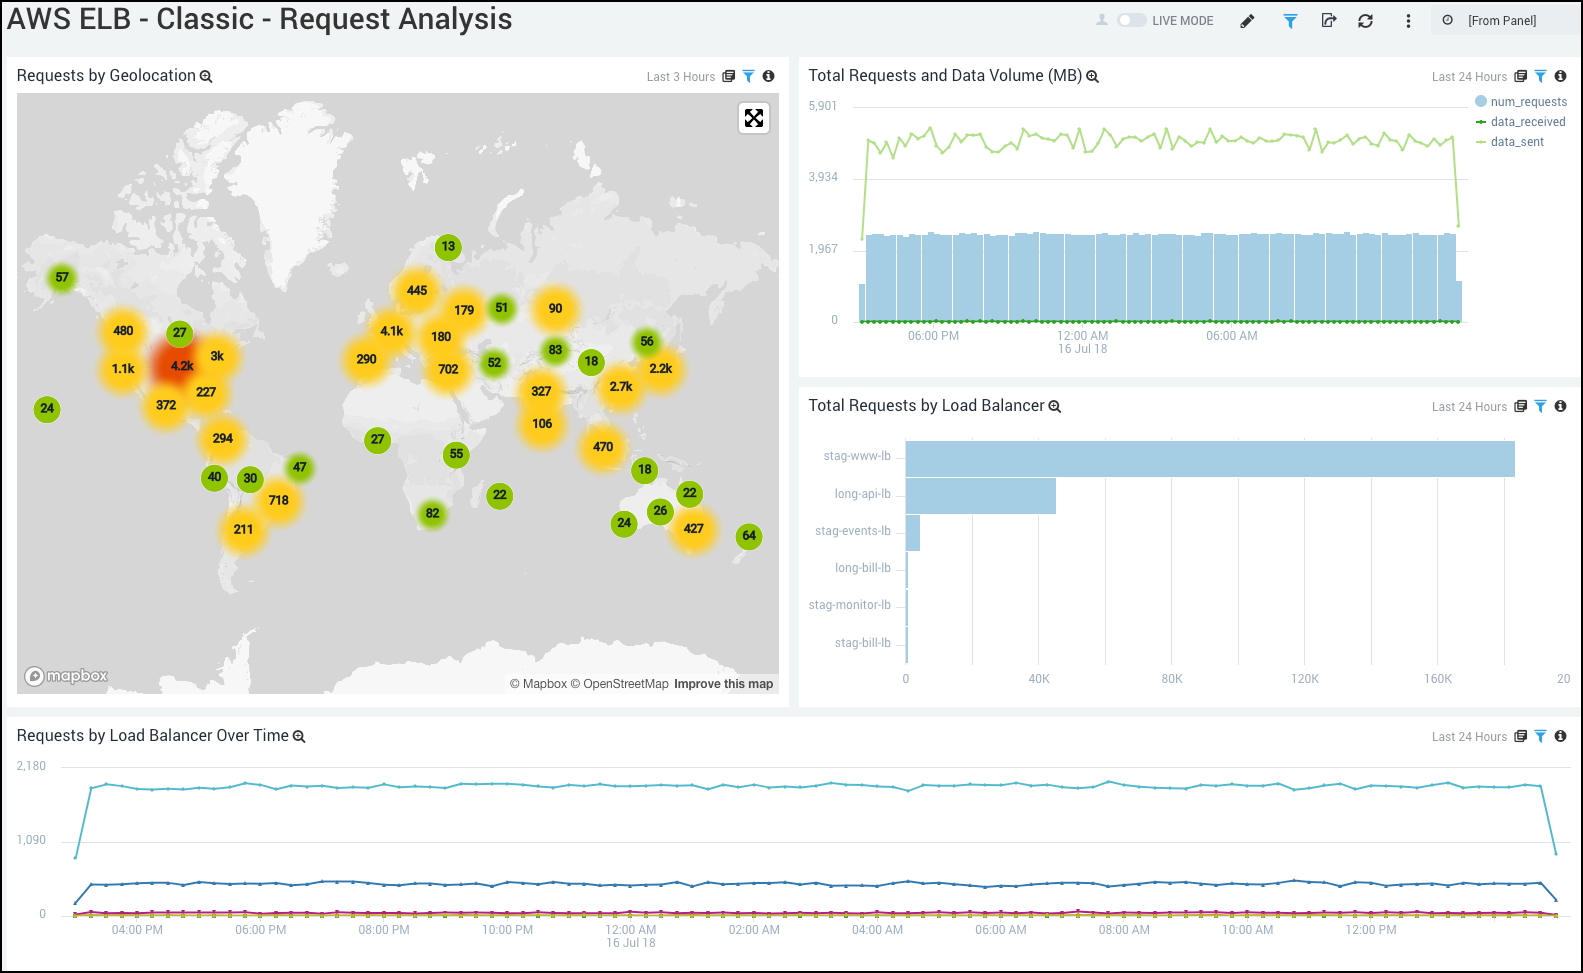 AWS ELB - Classic - Request Analysis
LIVE MODE
[From Panel]
Requests by Geolocation
Last 3 Hours
57
13
445
179
51
90
480
27
4.1k
180
56
3k
290
83
1.1k
4.2k
702
52
18
2.2k
227
327
2.7k
372
24
106
294
27
470
55
47
18
40
30
22
22
718
82
26
24
211
427
64
mapbox
© Mapbox © OpenStreetMap Improve this map
Total Requests and Data Volume (MB)
Last 24 Hours
5,901
3,934
1,967
0
num_requests
data_received
data_sent
06:00 PM
12:00 AM
16 Jul 18
06:00 AM
Total Requests by Load Balancer
Last 24 Hours
stag-www-lb
long-api-lb
stag-events-lb
long-bill-lb
stag-monitor-lb
stag-bill-lb
0
40K
80K
120K
160K
20
Requests by Load Balancer Over Time
Last 24 Hours
2,180
1,090
0
04:00 PM
06:00 PM
08:00 PM
10:00 PM
12:00 AM
16 Jul 18
02:00 AM
04:00 AM
06:00 AM
08:00 AM
10:00 AM
12:00 PM